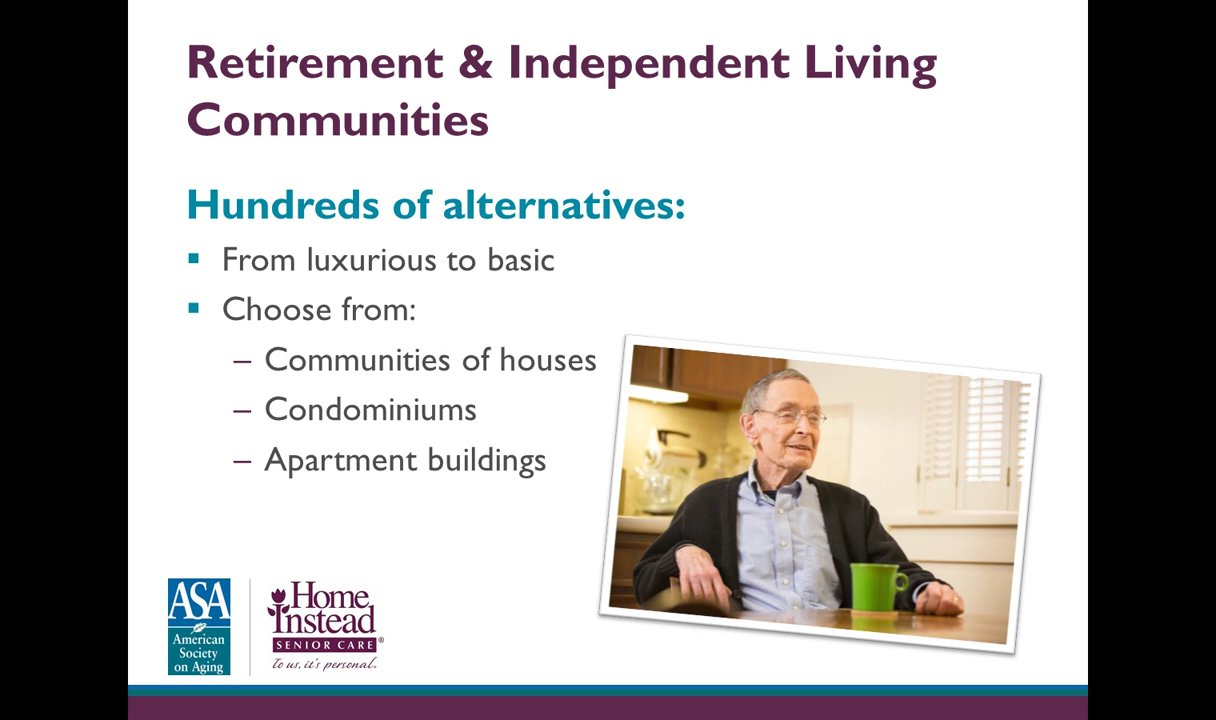 Retirement & Independent Living
Communities
Hundreds of alternatives:
▪ From luxurious to basic
▪ Choose from:
– Communities of houses
– Condominiums
– Apartment buildings
ASA
American
Society
on Aging
Home
Instead
SENIOR CARE®
To us, it's personal.